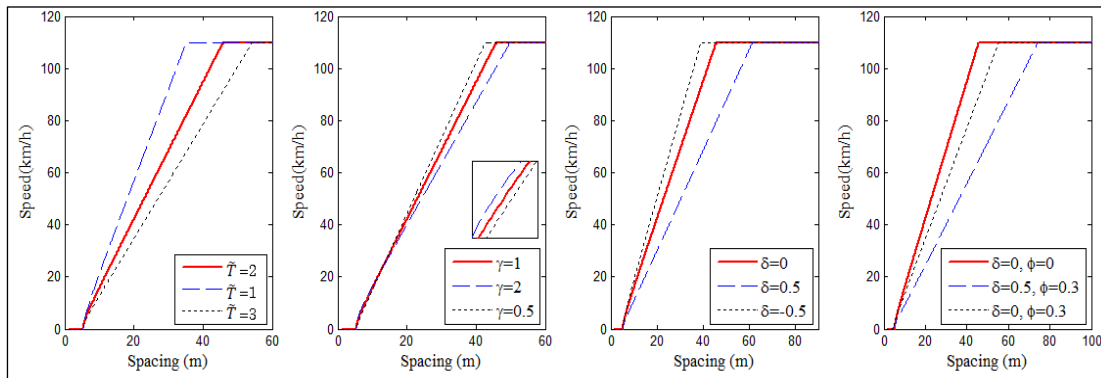 120
100
80
60
40
20
0
0
20
40
60
Speed(km/h)
Spacing (m)
T̃=2
T̃=1
T̃=3
120
100
80
60
40
20
0
0
20
40
60
Speed(km/h)
Spacing (m)
γ=1
γ=2
γ=0.5
120
100
80
60
40
20
0
0
20
40
60
80
Speed(km/h)
Spacing (m)
δ=0
δ=0.5
δ=-0.5
120
100
80
60
40
20
0
0
20
40
60
80
100
Speed(km/h)
Spacing (m)
δ=0, ϕ=0
δ=0.5, ϕ=0.3
δ=0, ϕ=0.3